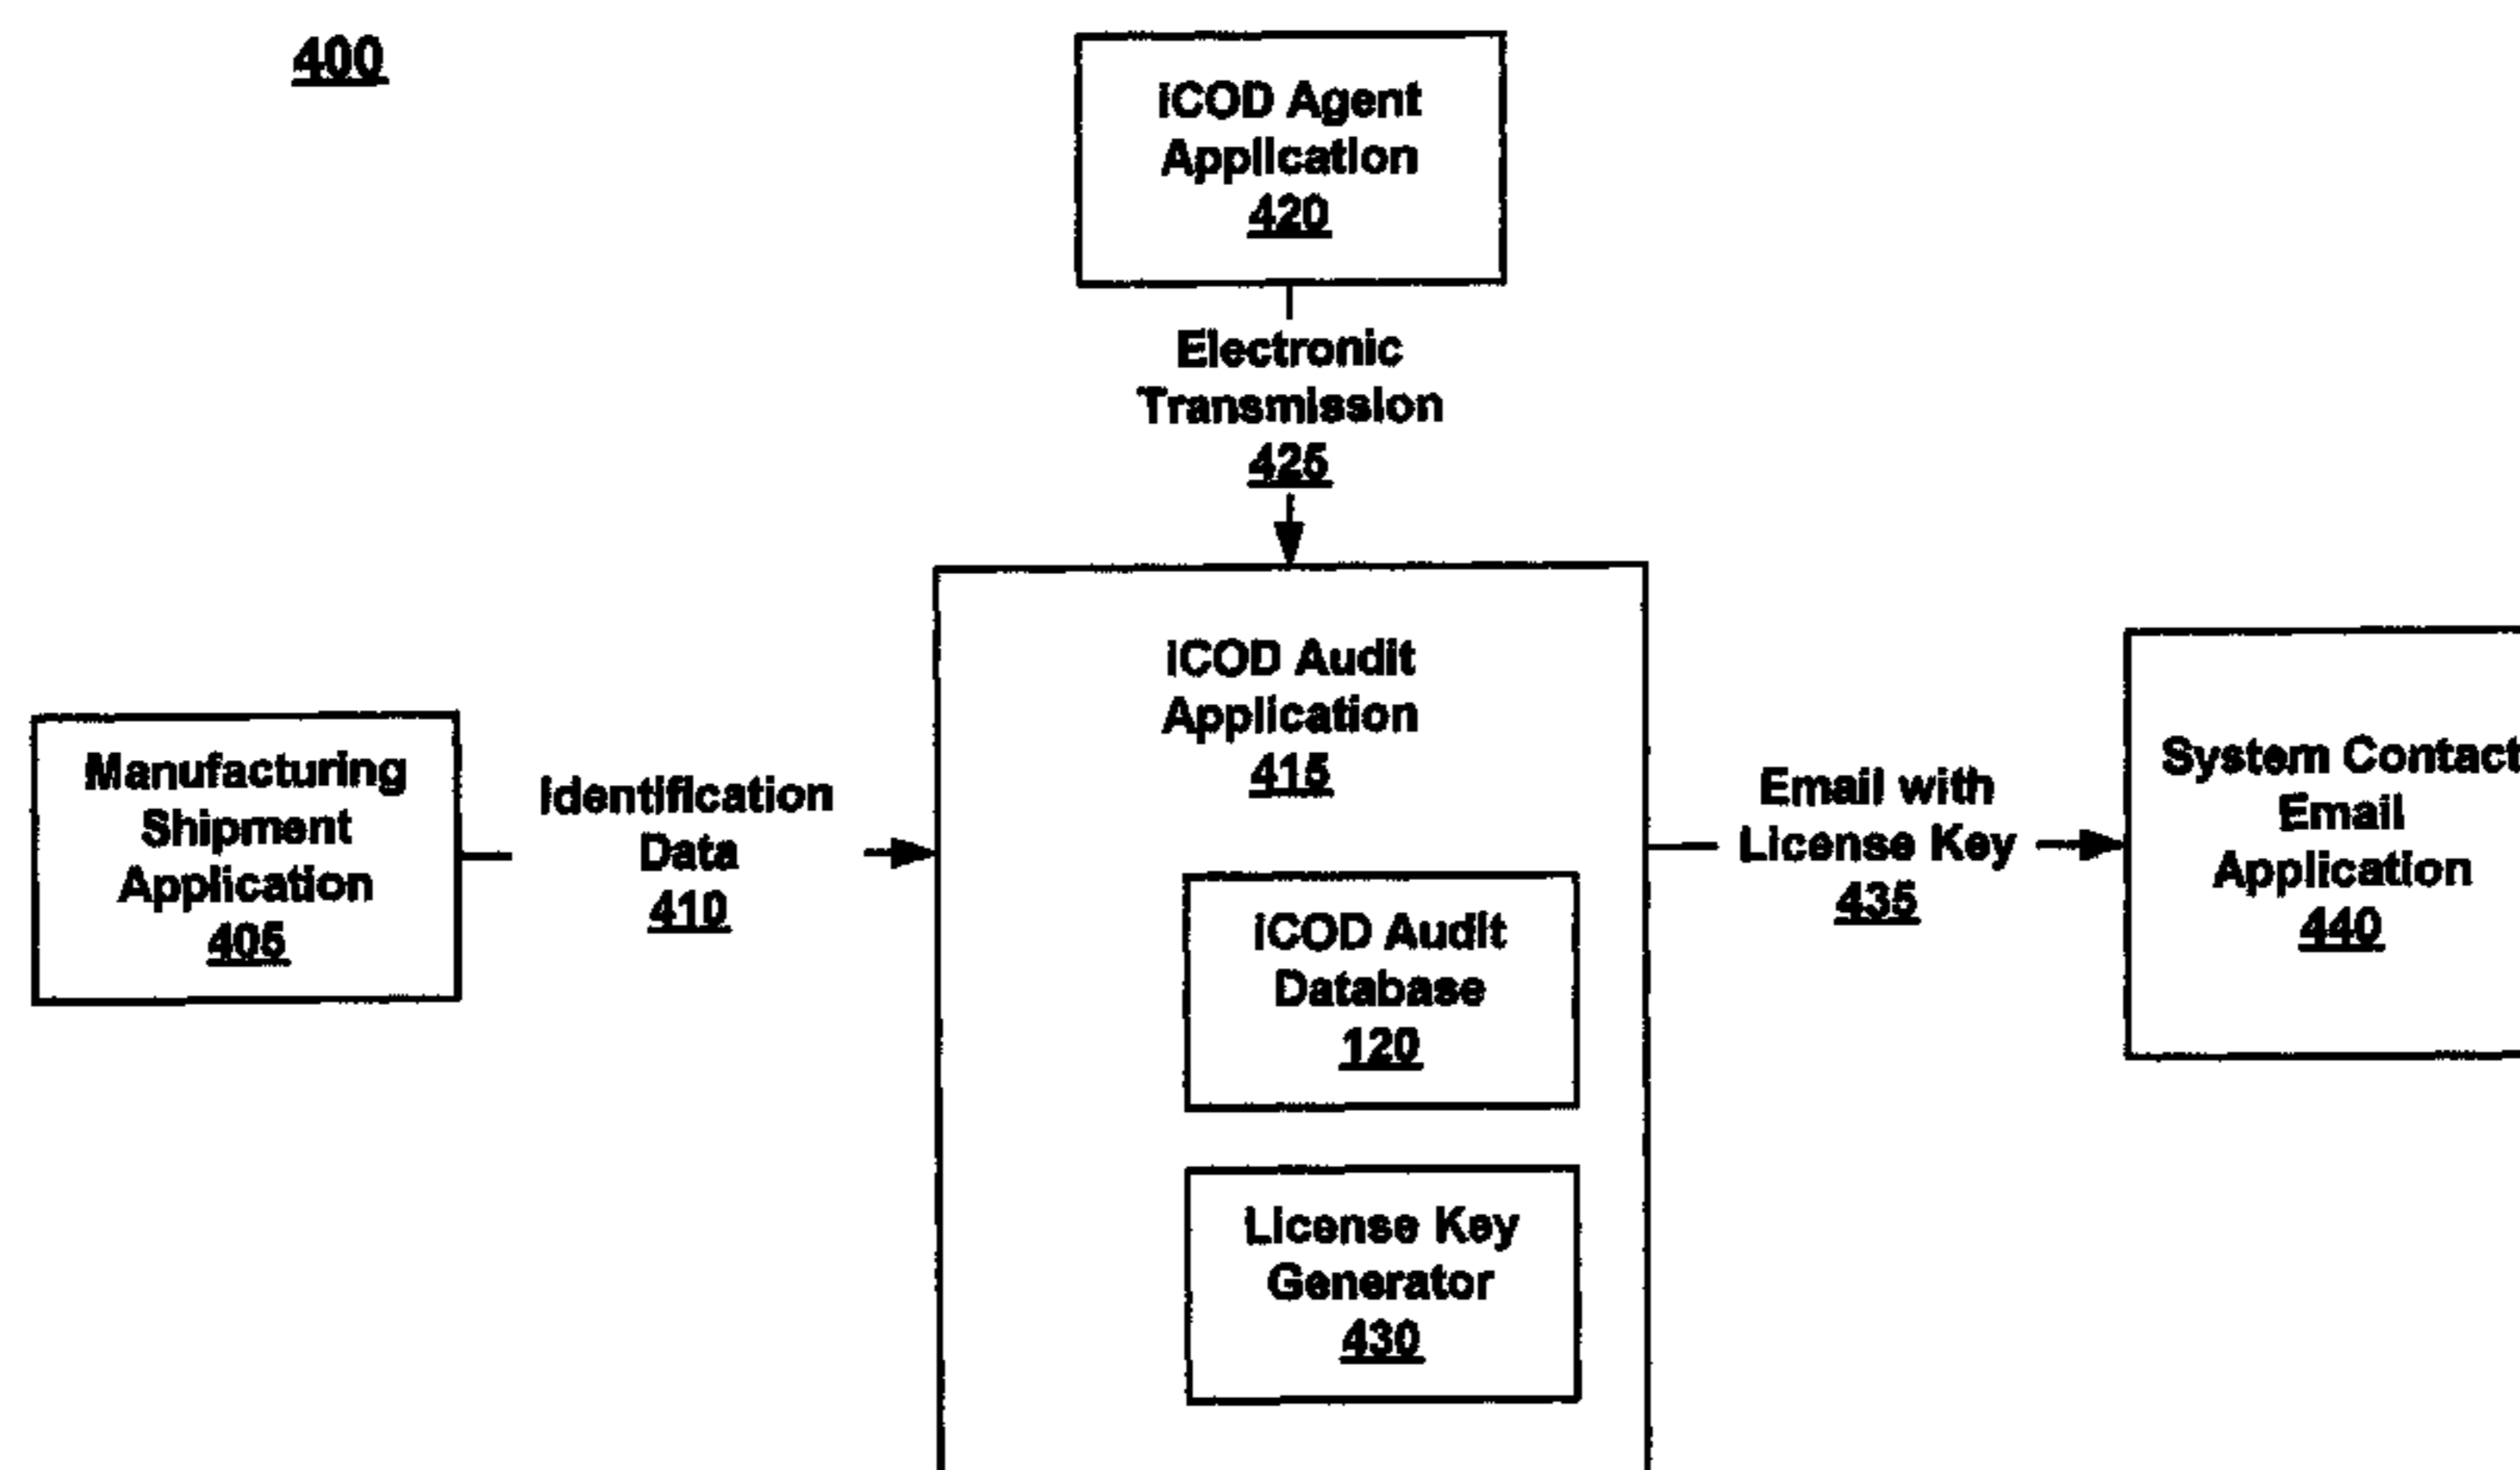 400
iCOD Agent
Application
420
Electronic
Transmission
425
Manufacturing
Shipment
Application
405
Identification
Data
410
iCOD Audit
Application
415
iCOD Audit
Database
120
License Key
Generator
430
Email with
License Key
435
System Contact
Email
Application
440